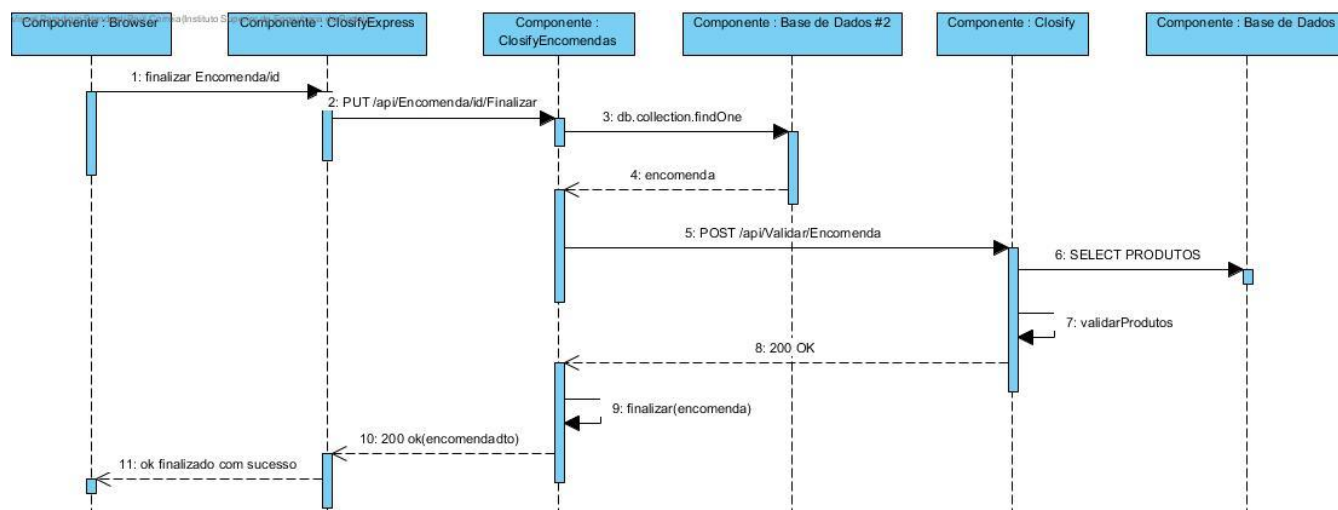 Componente : Browser
Componente : ClosifyExpress
Componente :
ClosifyEncomendas
Componente : Base de Dados #2
Componente : Closify
Componente : Base de Dados
1: finalizar Encomenda/id
2: PUT /api/Encomenda/id/Finalizar
3: db.collection.findOne
4: encomenda
5: POST /api/Validar/Encomenda
6: SELECT PRODUTOS
7: validarProdutos
8: 200 OK
9: finalizar(encomenda)
10: 200 ok(encomendadto)
11: ok finalizado com sucesso